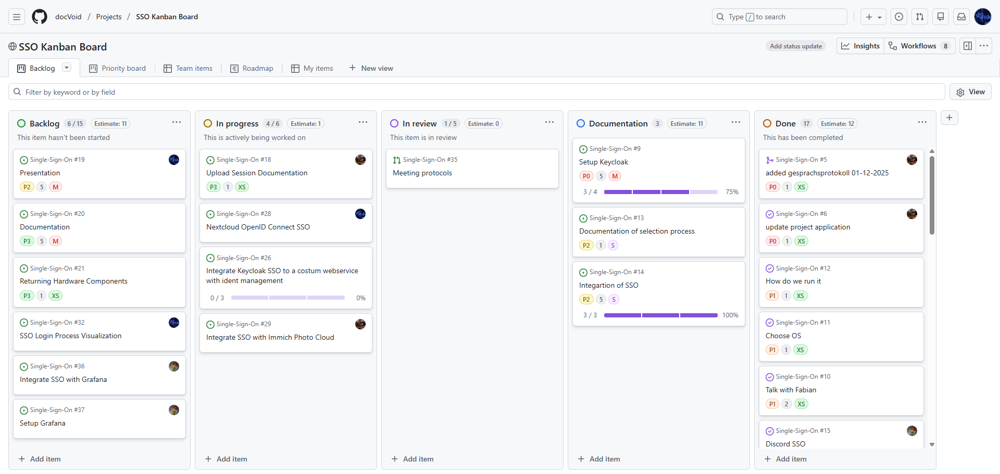 docVoid / Projects / SSO Kanban Board
Type / to search
SSO Kanban Board
Add status update
Insights
Workflows 8
Backlog
Priority board
Team items
Roadmap
My items
New view
Filter by keyword or by field
View
Backlog 6 / 15 Estimate: 11
This item hasn't been started
Single-Sign-On #19
Presentation
P2 5 M
Single-Sign-On #20
Documentation
P3 5 M
Single-Sign-On #21
Returning Hardware Components
P3 1 XS
Single-Sign-On #32
SSO Login Process Visualization
Single-Sign-On #36
Integrate SSO with Grafana
Single-Sign-On #37
Setup Grafana
Add item
In progress 4 / 6 Estimate: 1
This is actively being worked on
Single-Sign-On #18
Upload Session Documentation
P3 1 XS
Single-Sign-On #28
Nextcloud OpenID Connect SSO
Single-Sign-On #26
Integrate Keycloak SSO to a costum webservice
with ident management
0 / 3 0%
Single-Sign-On #29
Integrate SSO with Immich Photo Cloud
Add item
In review 1 / 5 Estimate: 0
This item is in review
Single-Sign-On #35
Meeting protocols
Add item
Documentation 3 Estimate: 11
Single-Sign-On #9
Setup Keycloak
P0 5 M
3 / 4 75%
Single-Sign-On #13
Documentation of selection process
P2 1 S
Single-Sign-On #14
Integartion of SSO
P2 5 S
3 / 3 100%
Add item
Done 17 Estimate: 12
This has been completed
Single-Sign-On #5
added gesprachsprotokoll 01-12-2025
P0 1 XS
Single-Sign-On #6
update project application
P0 1 XS
Single-Sign-On #12
How do we run it
P1 1 XS
Single-Sign-On #11
Choose OS
P1 1 XS
Single-Sign-On #10
Talk with Fabian
P1 2 XS
Single-Sign-On #15
Discord SSO
Add item